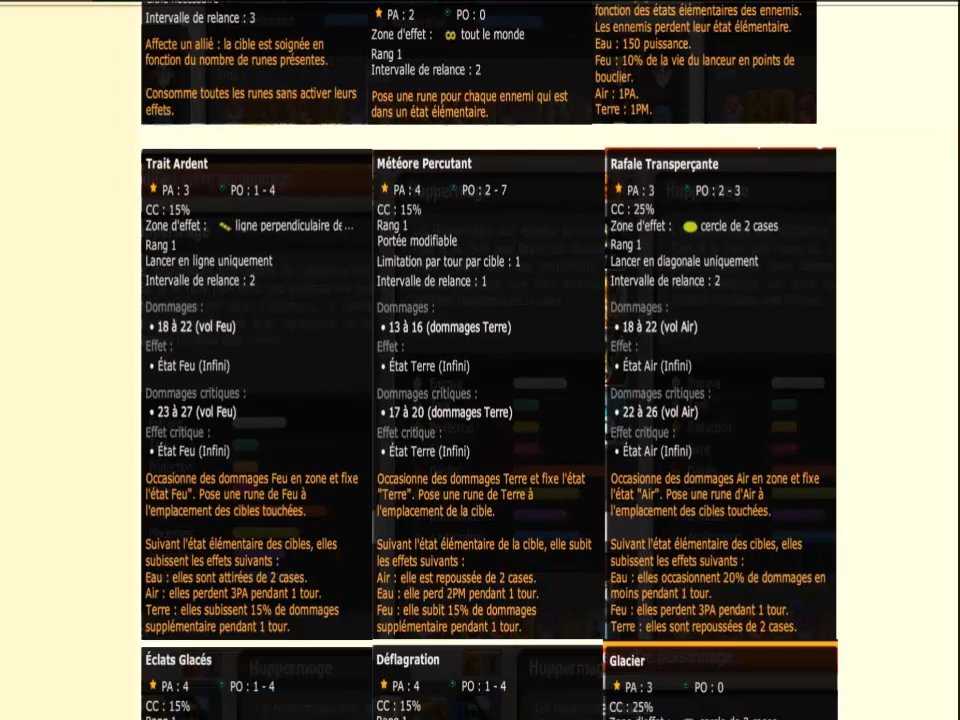 Intervalle de relance : 3
Affecte un allié : la cible est soignée en
fonction du nombre de runes présentes.
Consomme toutes les runes sans activer leurs
effets.
PA : 2 PO : 0
Zone d'effet : tout le monde
Rang 1
Intervalle de relance : 2
Pose une rune pour chaque ennemi qui est
dans un état élémentaire.
fonction des états élémentaires des ennemis.
Les ennemis perdent leur état élémentaire.
Eau : 150 puissance.
Feu : 10% de la vie du lanceur en points de
bouclier.
Air : 1PA.
Terre : 1PM.
Trait Ardent
PA : 3 PO : 1 - 4
CC : 15%
Zone d'effet : ligne perpendiculaire de ...
Rang 1
Lancer en ligne uniquement
Intervalle de relance : 2
Dommages :
• 18 à 22 (vol Feu)
Effet :
• État Feu (Infini)
Dommages critiques :
• 23 à 27 (vol Feu)
Effet critique :
• État Feu (Infini)
Occasionne des dommages Feu en zone et fixe
l'état Feu". Pose une rune de Feu à
l'emplacement des cibles touchées.
Suivant l'état élémentaire des cibles, elles
subissent les effets suivants :
Eau : elles sont attirées de 2 cases.
Air : elles perdent 3PA pendant 1 tour.
Terre : elles subissent 15% de dommages
supplémentaire pendant 1 tour.
Météore Percutant
PA : 4 PO : 2 - 7
CC : 15%
Rang 1
Portée modifiable
Limitation par tour par cible : 1
Intervalle de relance : 1
Dommages :
• 13 à 16 (dommages Terre)
Effet :
• État Terre (Infini)
Dommages critiques :
• 17 à 20 (dommages Terre)
Effet critique :
• État Terre (Infini)
Occasionne des dommages Terre et fixe l'état
"Terre". Pose une rune de Terre à
l'emplacement de la cible.
Suivant l'état élémentaire de la cible, elle subit
les effets suivants :
Air : elle est repoussée de 2 cases.
Eau : elle perd 2PM pendant 1 tour.
Feu : elle subit 15% de dommages
supplémentaire pendant 1 tour.
Rafale Transperçante
PA : 3 PO : 2 - 3
CC : 25%
Zone d'effet : cercle de 2 cases
Rang 1
Lancer en diagonale uniquement
Intervalle de relance : 2
Dommages :
• 18 à 22 (vol Air)
Effet :
• État Air (Infini)
Dommages critiques :
• 22 à 26 (vol Air)
Effet critique :
• État Air (Infini)
Occasionne des dommages Air en zone et fixe
l'état "Air". Pose une rune d'Air à
l'emplacement des cibles touchées.
Suivant l'état élémentaire des cibles, elles
subissent les effets suivants :
Eau : elles occasionnent 20% de dommages en
moins pendant 1 tour.
Feu : elles perdent 3PA pendant 1 tour.
Terre : elles sont repoussées de 2 cases.
Éclats Glacés
PA : 4 PO : 1 - 4
CC : 15%
Déflagration
PA : 4 PO : 1 - 4
CC : 15%
Rang 1
Glacier
PA : 3 PO : 0
CC : 25%